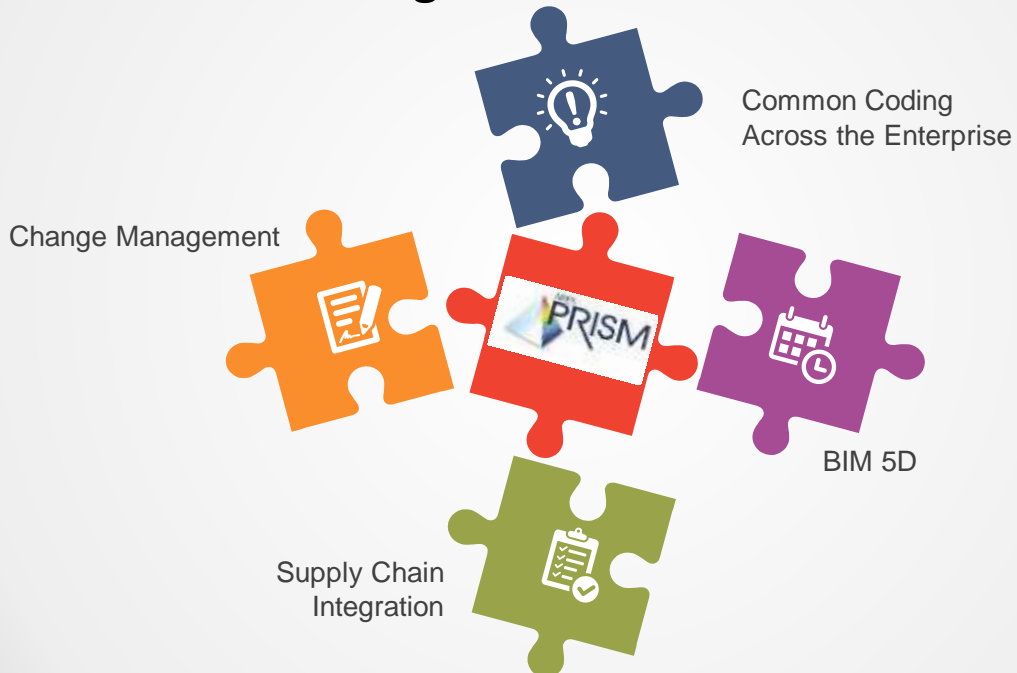 Common Coding
Across the Enterprise
Change Management
PRISM
BIM 5D
Supply Chain
Integration